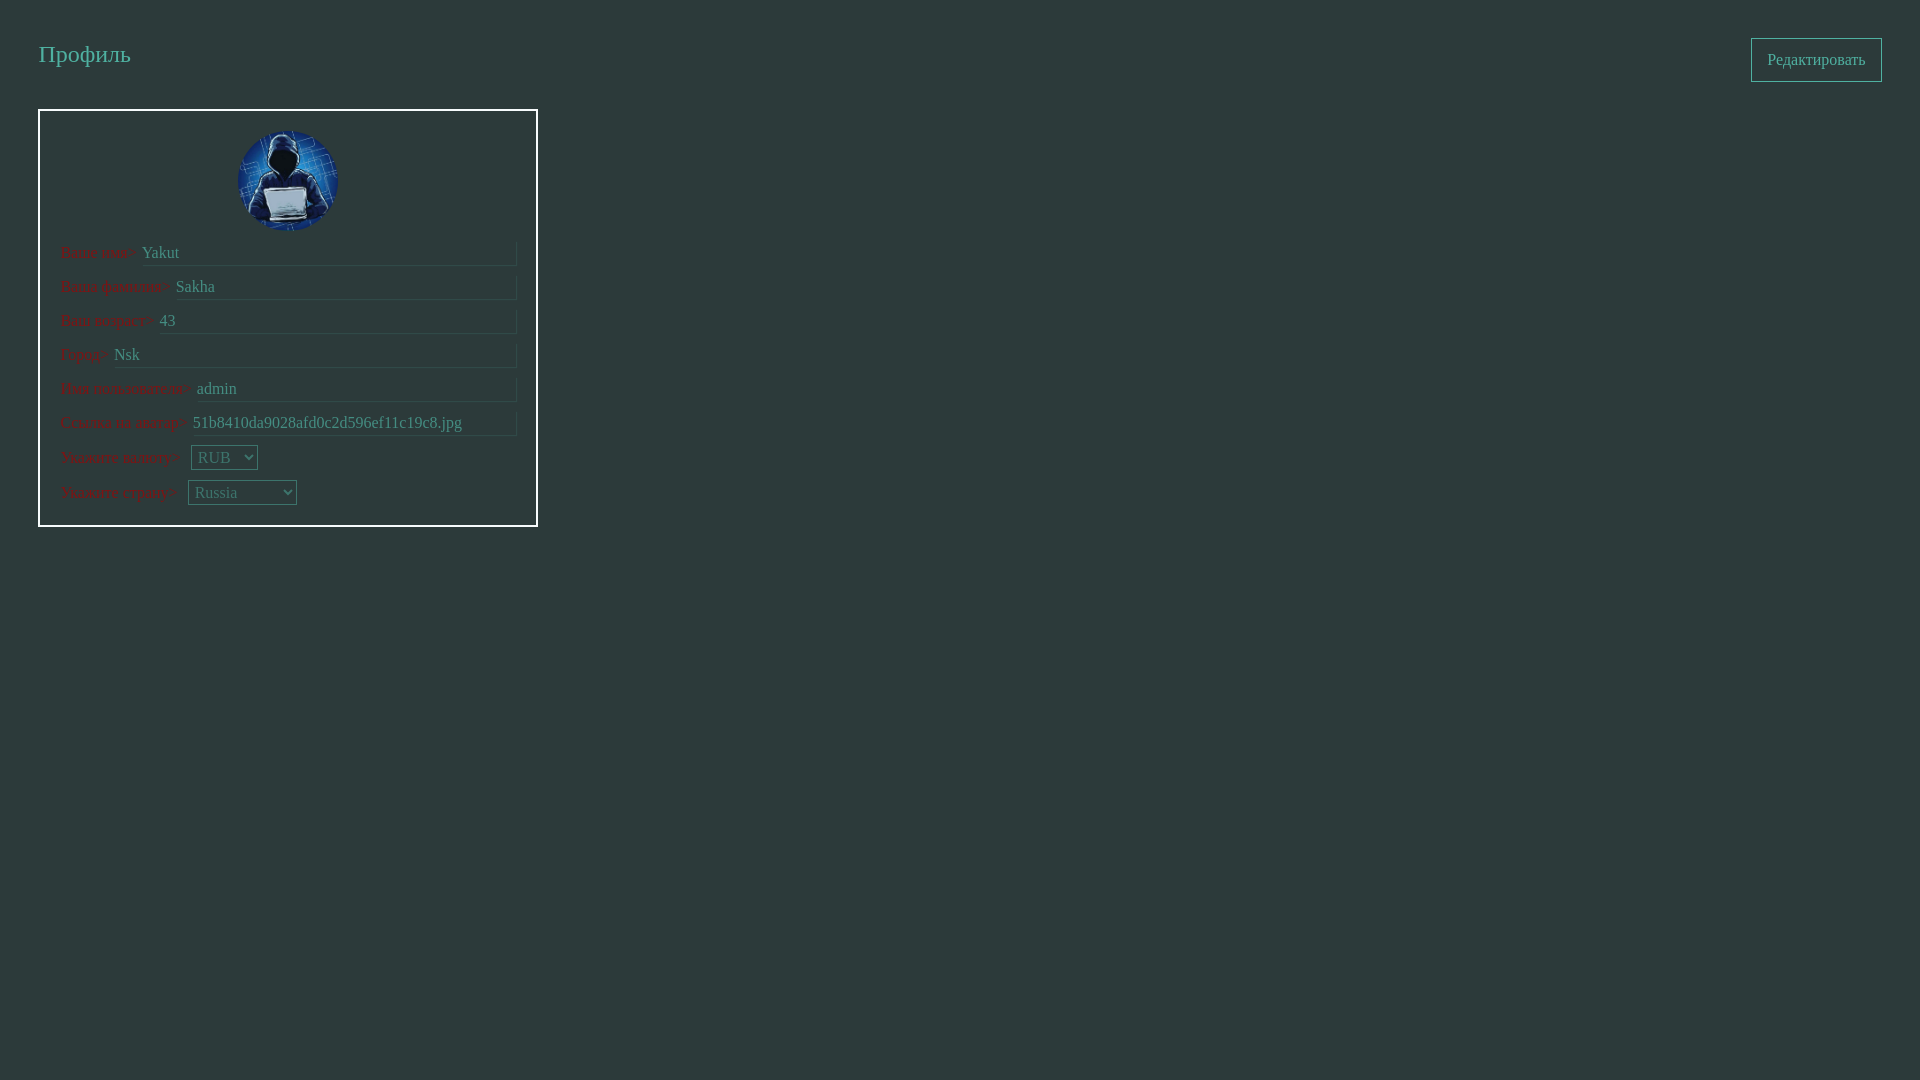 Профиль
Редактировать
Ваше имя> Yakut
Ваша фамилия> Sakha
Ваш возраст> 43
Город> Nsk
Имя пользователя> admin
Ссылка на аватар> 51b8410da9028afd0c2d596ef11c19c8.jpg
Укажите валюту> RUB
Укажите страну> Russia